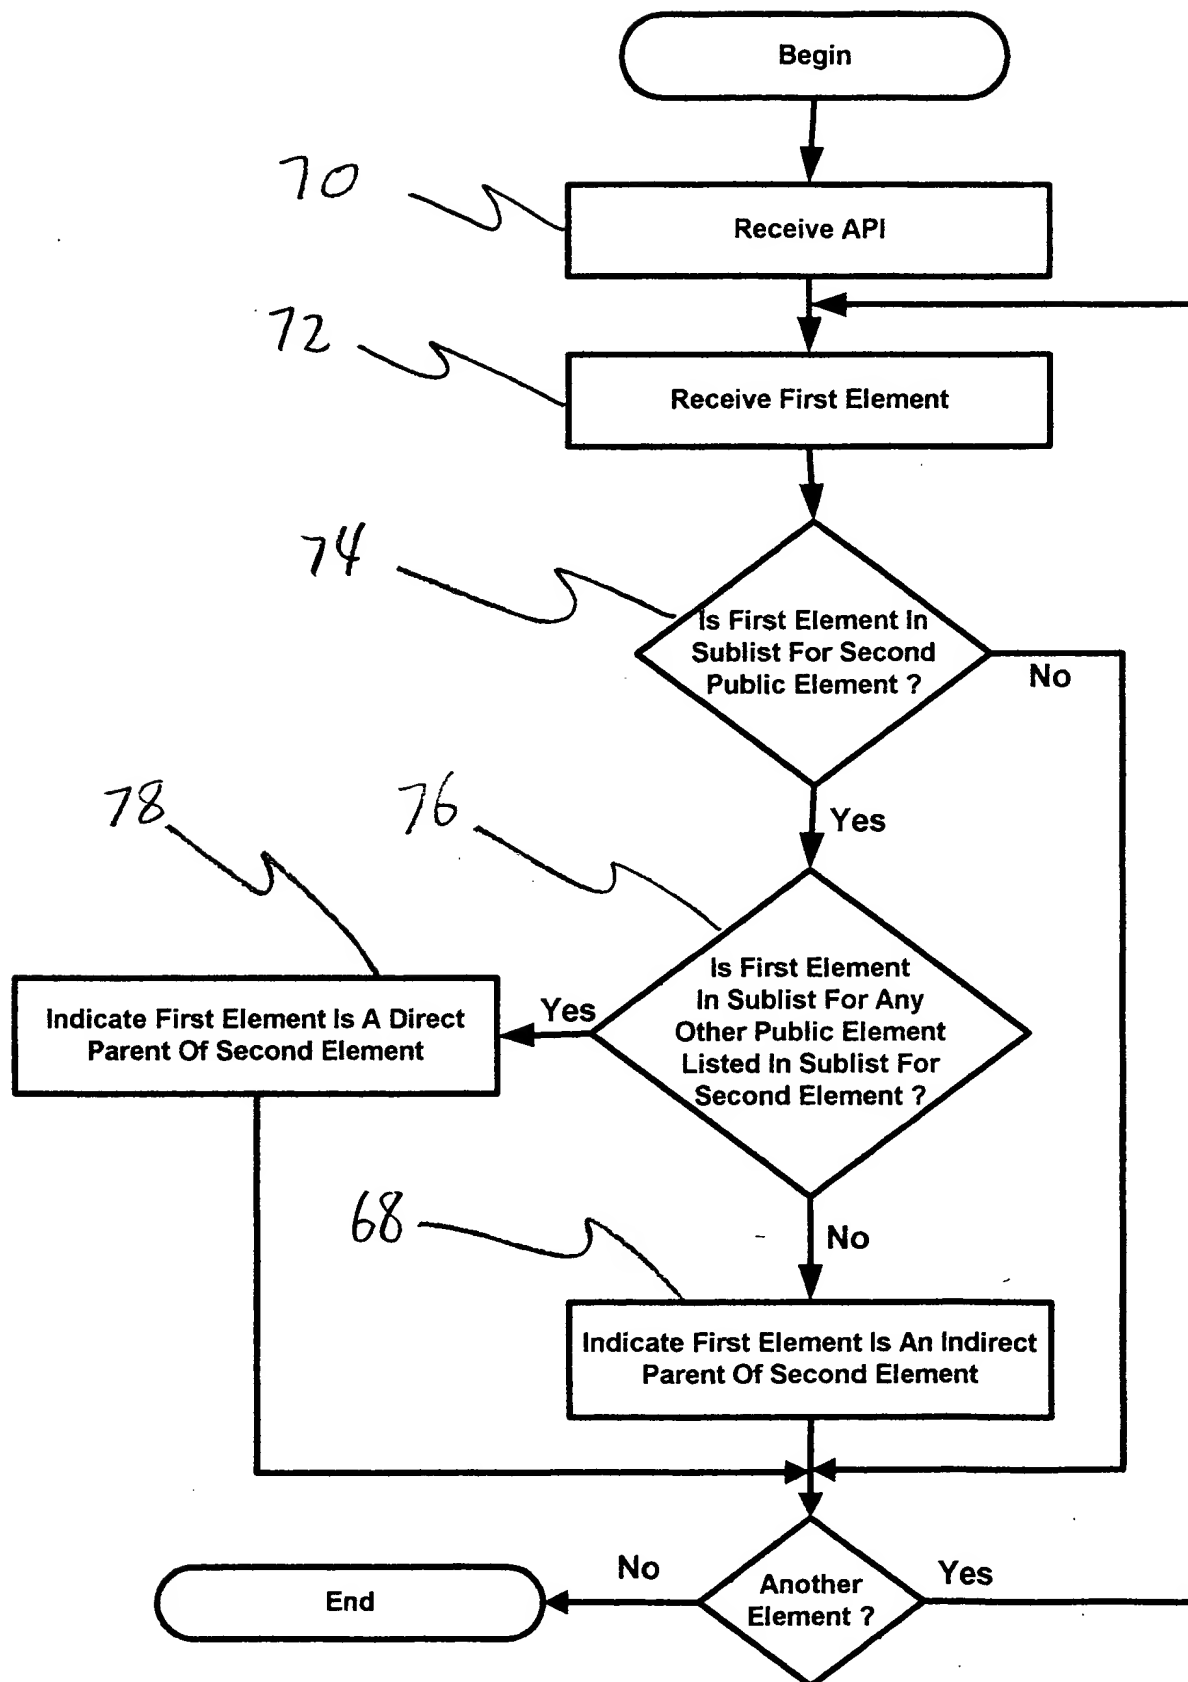 Begin
70
Receive API
72
Receive First Element
74
Is First Element In
Sublist For Second
Public Element ?
No
Yes
78
76
Is First Element
In Sublist For Any
Other Public Element
Listed In Sublist For
Second Element ?
Yes
Indicate First Element Is A Direct
Parent Of Second Element
68
No
Indicate First Element Is An Indirect
Parent Of Second Element
No
Another
Element ?
Yes
End